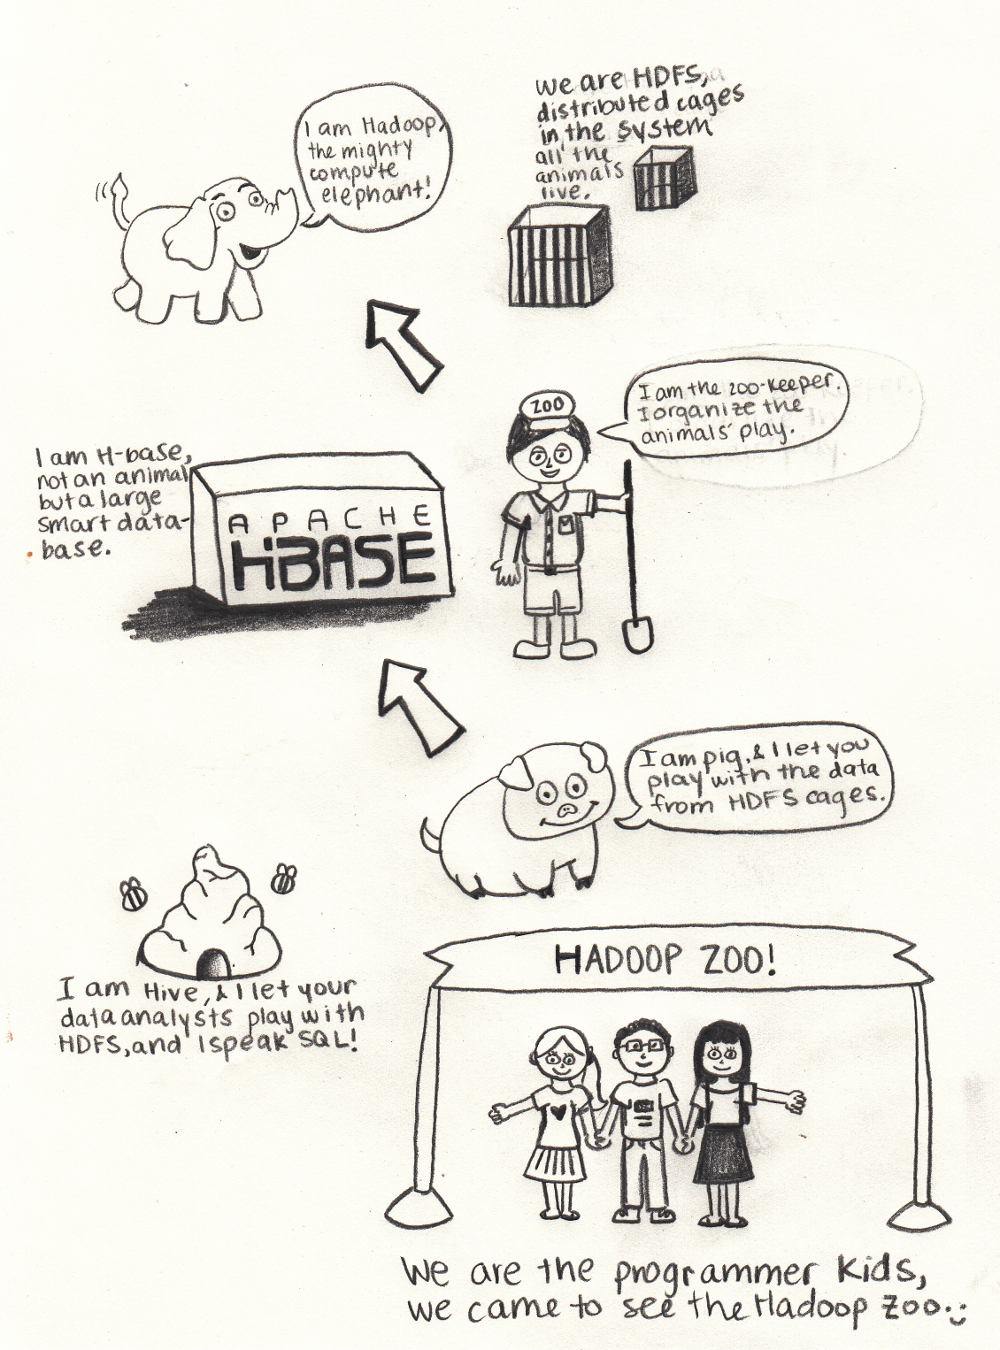 I am Hadoop,
the mighty
compute
elephant!
we are HDFS,
distributed cages
in the system
all the
animals
live.
ZOO
I am the zoo-keeper.
I organize the
animals' play.
I am H-base,
not an animal
but a large
smart data-
base.
APACHE
HBASE
I am pig, & I let you
play with the data
from HDFS cages.
I am Hive, & I let your
data analysts play with
HDFS, and I speak SQL!
HADOOP ZOO!
We are the programmer kids,
we came to see the Hadoop Zoo. :)